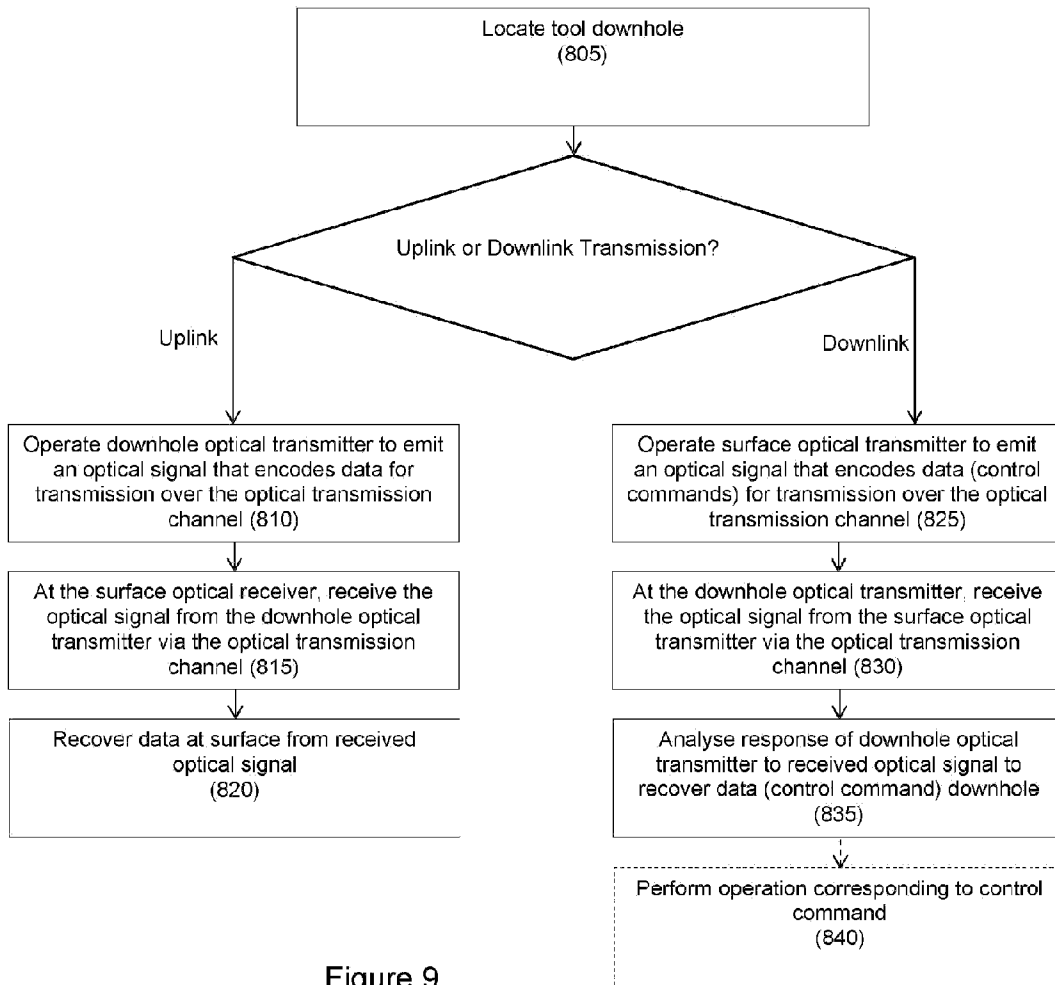 Locate tool downhole
(805)
Uplink or Downlink Transmission?
Uplink
Downlink
Operate downhole optical transmitter to emit
an optical signal that encodes data for
transmission over the optical transmission
channel (810)
At the surface optical receiver, receive the
optical signal from the downhole optical
transmitter via the optical transmission
channel (815)
Recover data at surface from received
optical signal
(820)
Operate surface optical transmitter to emit
an optical signal that encodes data (control
commands) for transmission over the optical
transmission channel (825)
At the downhole optical transmitter, receive
the optical signal from the surface optical
transmitter via the optical transmission
channel (830)
Analyse response of downhole optical
transmitter to received optical signal to
recover data (control command) downhole
(835)
Perform operation corresponding to control
command
(840)
Figure 9